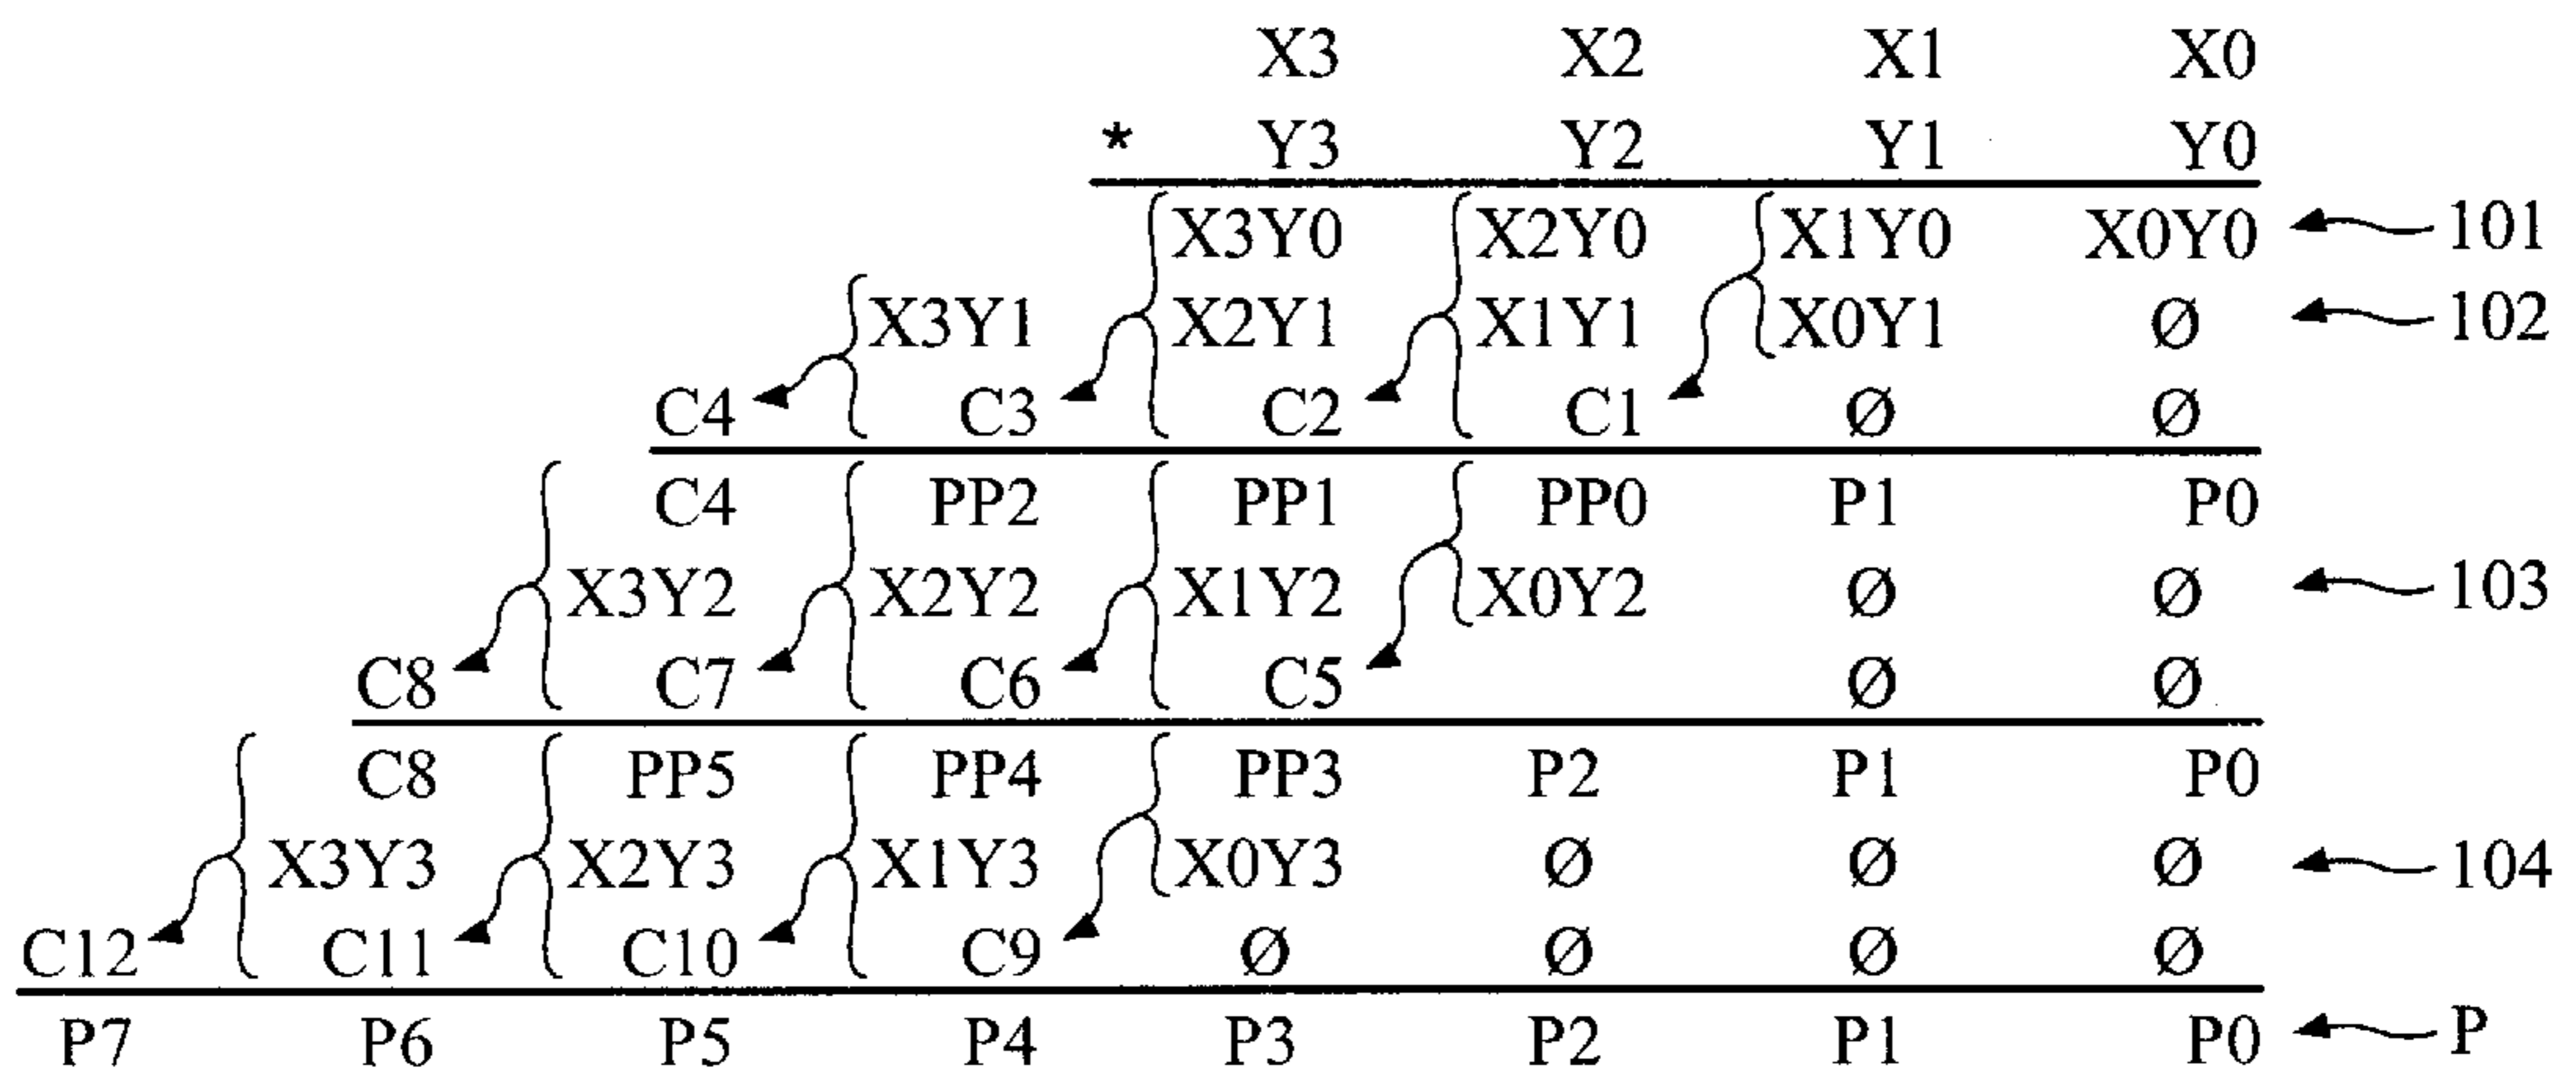 X3 X2 X1 X0
* Y3 Y2 Y1 Y0
X3Y0 X2Y0 X1Y0 X0Y0 101
X3Y1 X2Y1 X1Y1 X0Y1 Ø 102
C4 C3 C2 C1 Ø Ø
C4 PP2 PP1 PP0 P1 P0
X3Y2 X2Y2 X1Y2 X0Y2 Ø Ø 103
C8 C7 C6 C5 Ø Ø
C8 PP5 PP4 PP3 P2 P1 P0
X3Y3 X2Y3 X1Y3 X0Y3 Ø Ø Ø 104
C12 C11 C10 C9 Ø Ø Ø Ø
P7 P6 P5 P4 P3 P2 P1 P0 P